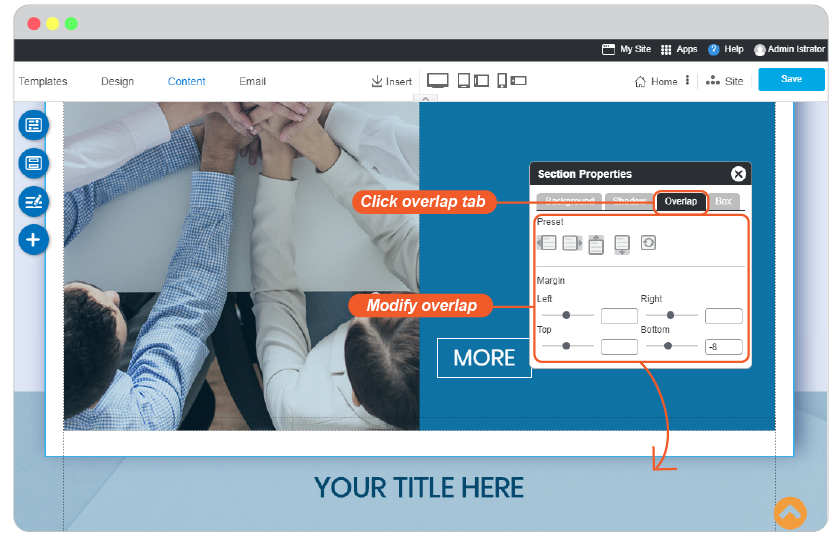 My Site Apps ? Help Admin Istrator
Templates Design Content Email Insert Home Site Save
Section Properties
Click overlap tab
Background Shadow Overlap Box
Preset
Modify overlap
Margin
Left Right
Top Bottom
-8
MORE
YOUR TITLE HERE